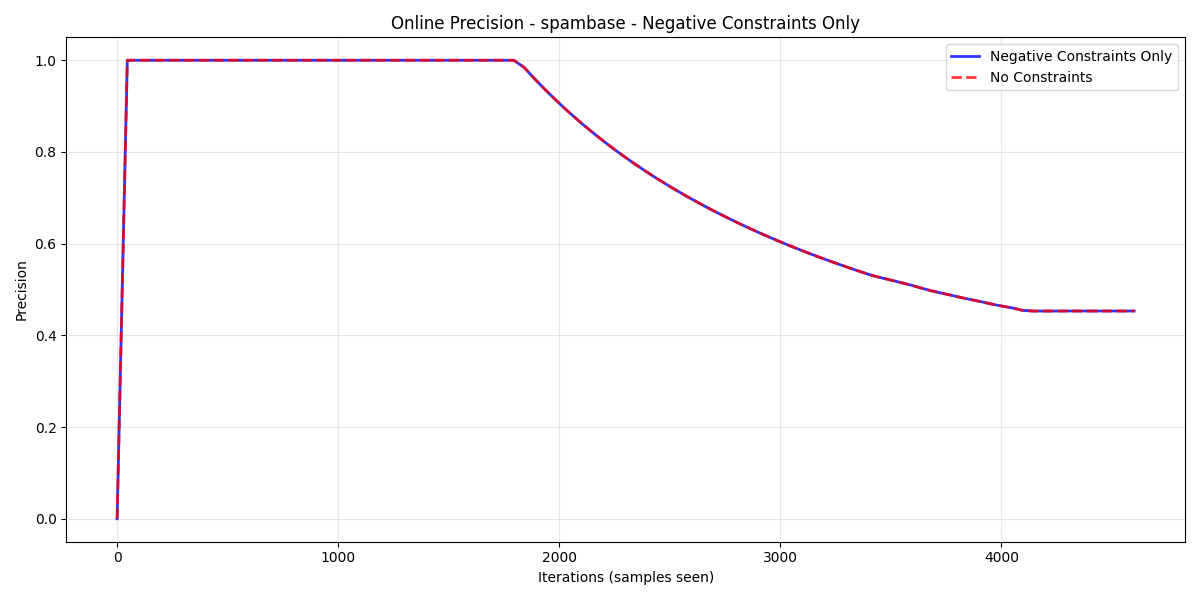 Online Precision - spambase - Negative Constraints Only
Negative Constraints Only
No Constraints
Precision
1.0
0.8
0.6
0.4
0.2
0.0
0 1000 2000 3000 4000
Iterations (samples seen)